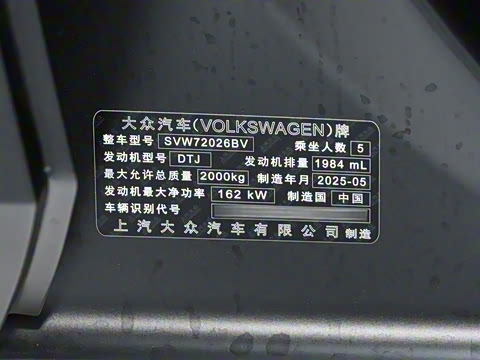 大众汽车(VOLKSWAGEN)牌
整车型号 SVW72026BV 乘坐人数 5
发动机型号 DTJ 发动机排量 1984 mL
最大允许总质量 2000kg 制造年月 2025-05
发动机最大净功率 162 kW 制造国 中国
车辆识别代号
上汽大众汽车有限公司 制造